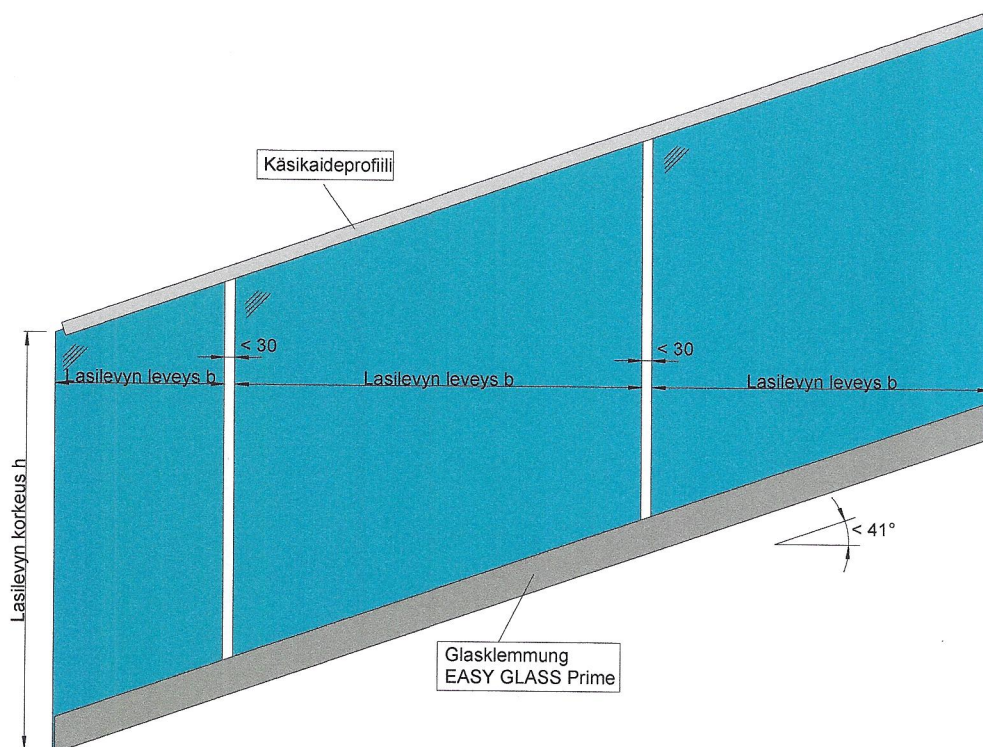 Käsikaideprofiili
< 30
< 30
Lasilevyn leveys b
Lasilevyn leveys b
Lasilevyn leveys b
Lasilevyn korkeus h
< 41°
Glasklemmung
EASY GLASS Prime